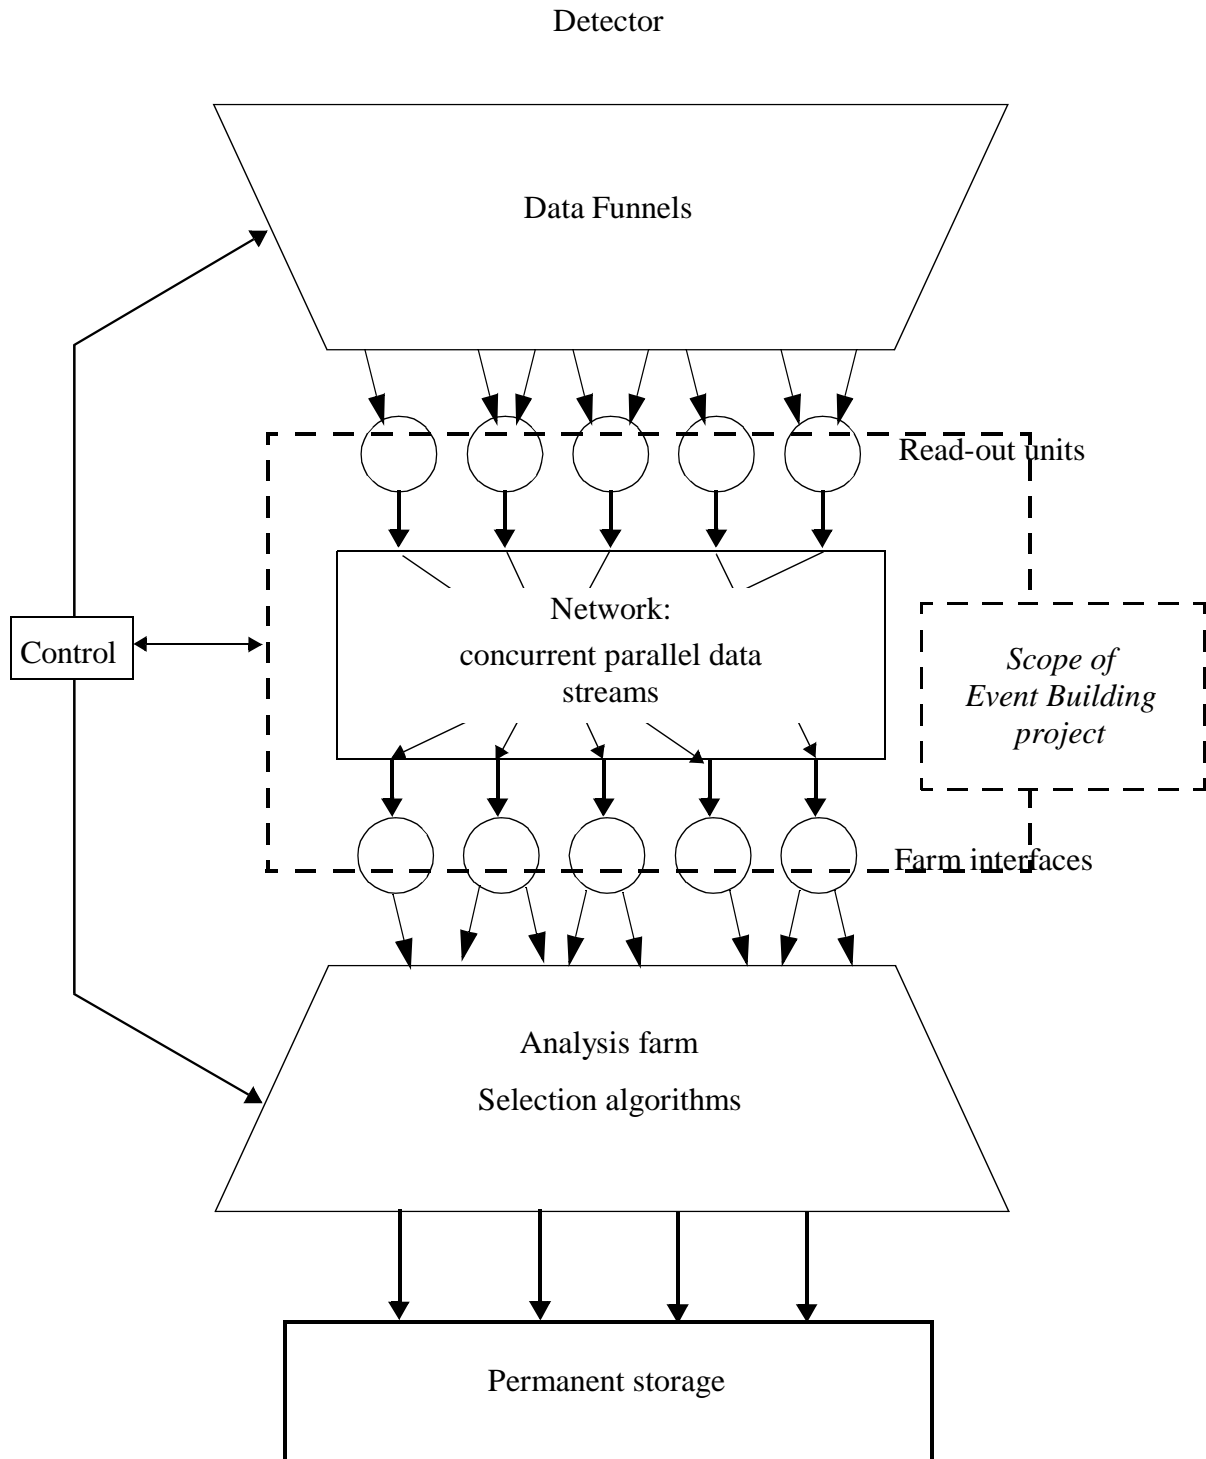 Detector
Data Funnels
Read-out units
Network:
concurrent parallel data
streams
Control
Scope of
Event Building
project
Farm interfaces
Analysis farm
Selection algorithms
Permanent storage